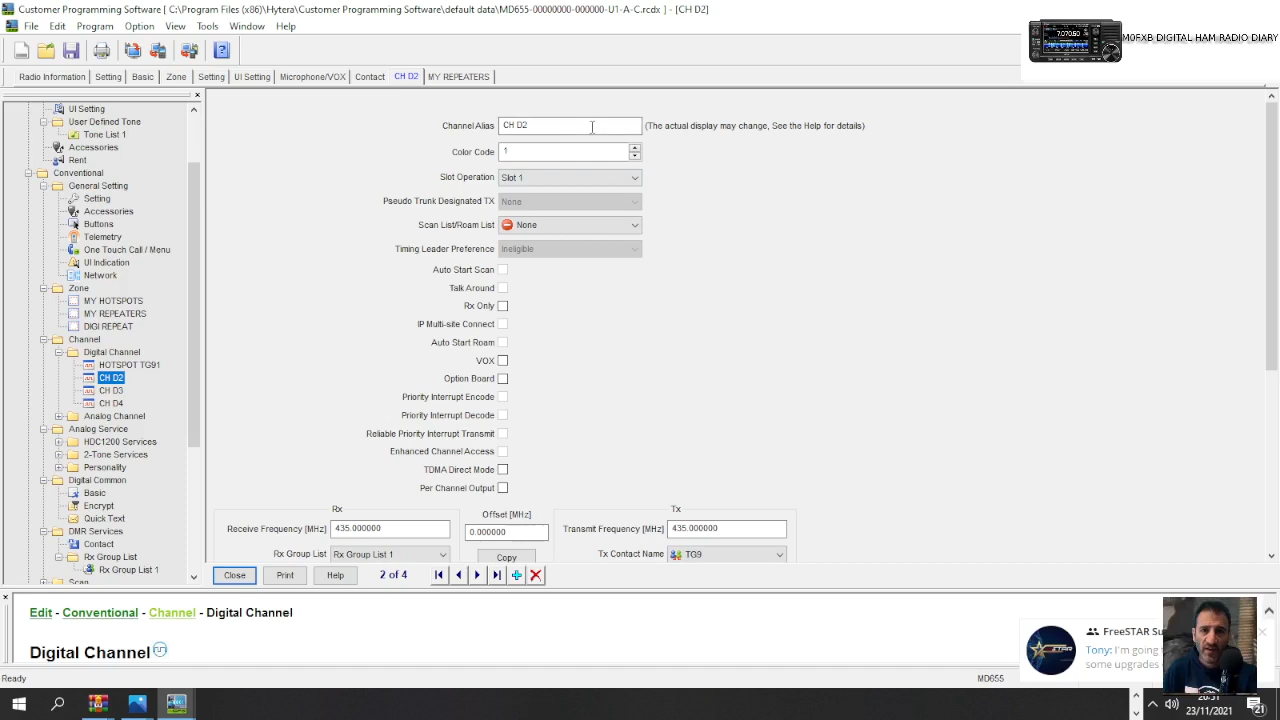 Customer Programming Software [ C:\Program Files (x86)\Hytera\Customer Programming Software\default data\MD65*-00000000-000000-U1-A-C.rcdx ] - [CH D2]
File Edit Program Option View Tools Window Help
7.070.50
M0FXB DIGITAL HAM RADIO DIARY
Radio Information Setting Basic Zone Setting UI Setting Microphone/VOX CH D2 MY REPEATERS
UI Setting
User Defined Tone
Tone List 1
Accessories
Rent
Conventional
General Setting
Setting
Accessories
Buttons
Telemetry
One Touch Call / Menu
UI Indication
Network
Zone
MY HOTSPOTS
MY REPEATERS
DIGI REPEAT
Channel
Digital Channel
HOTSPOT TG91
CH D2
CH D3
CH D4
Analog Channel
Analog Service
HDC1200 Services
2-Tone Services
Personality
Digital Common
Basic
Encrypt
Quick Text
DMR Services
Contact
Rx Group List
Rx Group List 1
Scan
Channel Alias CH D2 (The actual display may change, See the Help for details)
Color Code 1
Slot Operation Slot 1
Pseudo Trunk Designated TX None
Scan List/Roam List None
Timing Leader Preference Ineligible
Auto Start Scan
Talk Around
Rx Only
IP Multi-site Connect
Auto Start Roam
VOX
Option Board
Priority Interrupt Encode
Priority Interrupt Decode
Reliable Priority Interrupt Transmit
Enhanced Channel Access
TDMA Direct Mode
Per Channel Output
Rx Offset [MHz] Tx
Receive Frequency [MHz] 435.000000 0.000000 Transmit Frequency [MHz] 435.000000
Rx Group List Rx Group List 1 Copy Tx Contact Name TG9
Close Print Help 2 of 4
Edit - Conventional - Channel - Digital Channel
Digital Channel
FreeSTAR Su
Tony: I'm going t
some upgrades
STAR
Ready MD655
20:51
23/11/2021
21